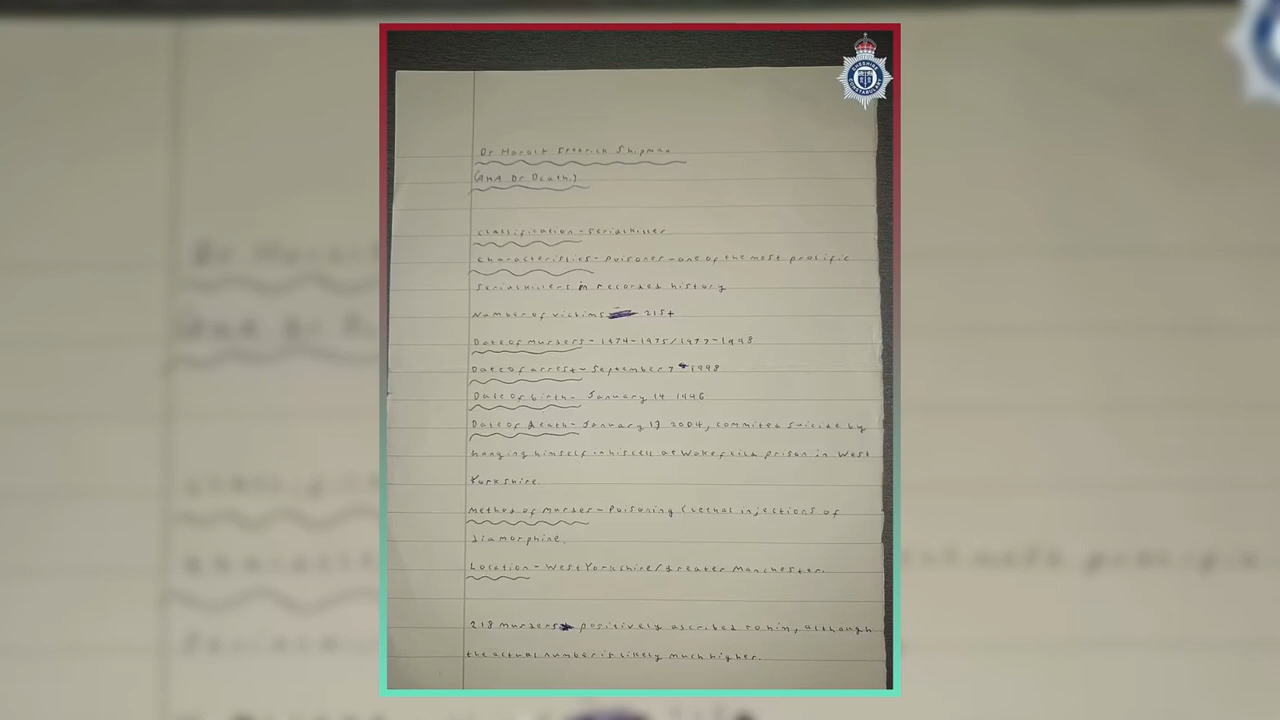 Dr Harolt Frederick Shipman
(AKA Dr Death.)
Classification - Serial killer
Characteristics - Poisoner - one of the most prolific
Serial killers in recorded history
Number of victims 215+
Date of murders - 1974-1975/1977-1998
Date of arrest - September 7 1998
Date of birth - January 14 1946
Date of death - January 13 2004, commited suicide by
hanging himself in his cell at Wakefield prison in West
Yorkshire.
Method of murder - Poisoning (Lethal injections of
diamorphine.
Location - West Yorkshire/Greater Manchester.
218 murders positively ascribed to him, although
the actual number is likely much higher.
CHESHIRE
CONSTABULARY